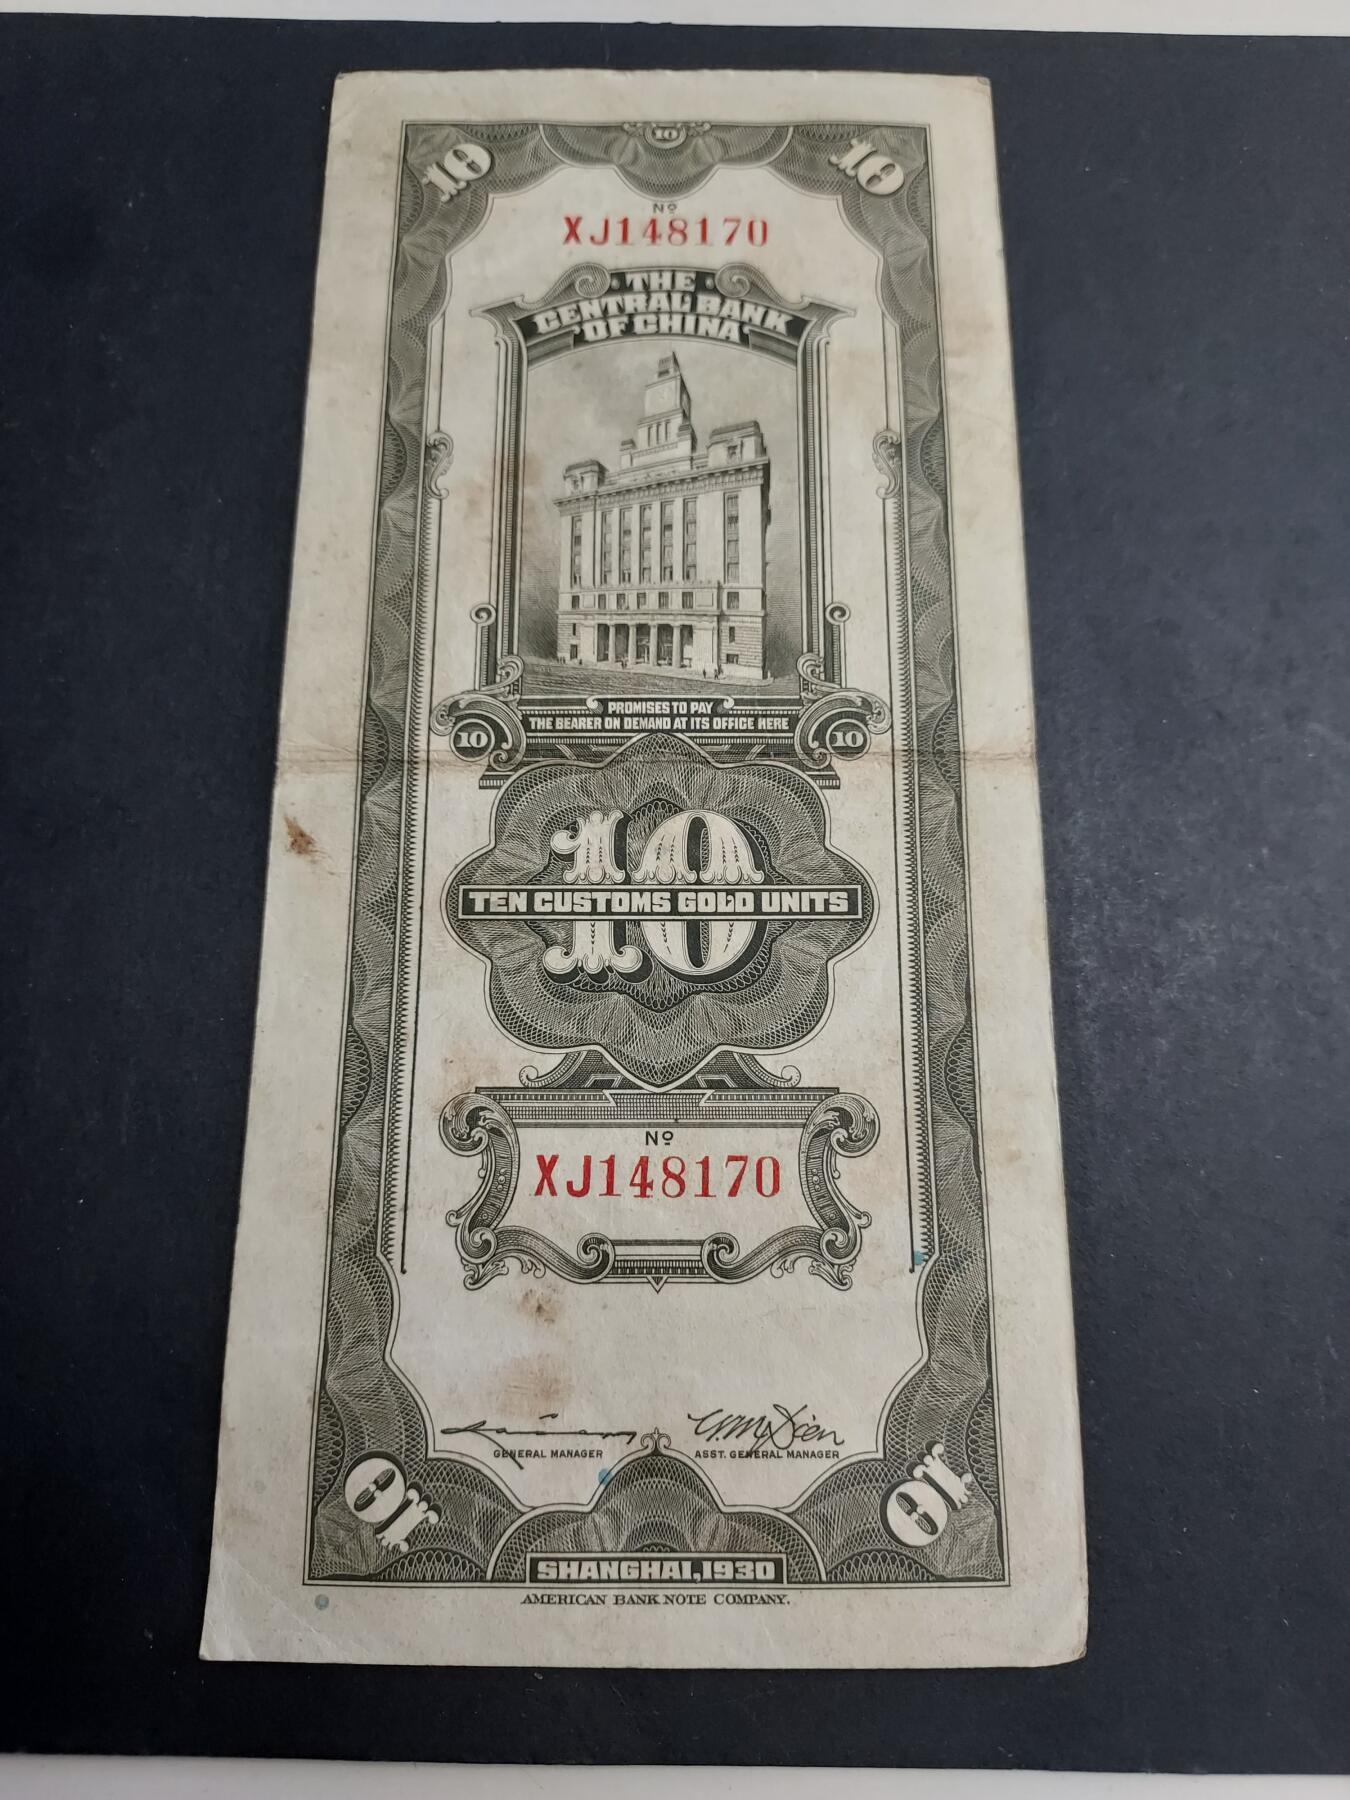 10
10
10
Nº
XJ148170
THE
CENTRAL BANK
OF CHINA
PROMISES TO PAY
THE BEARER ON DEMAND AT ITS OFFICE HERE
10
10
10
TEN CUSTOMS GOLD UNITS
Nº
XJ148170
GENERAL MANAGER
ASST. GENERAL MANAGER
10
10
SHANGHAI, 1930
AMERICAN BANK NOTE COMPANY.